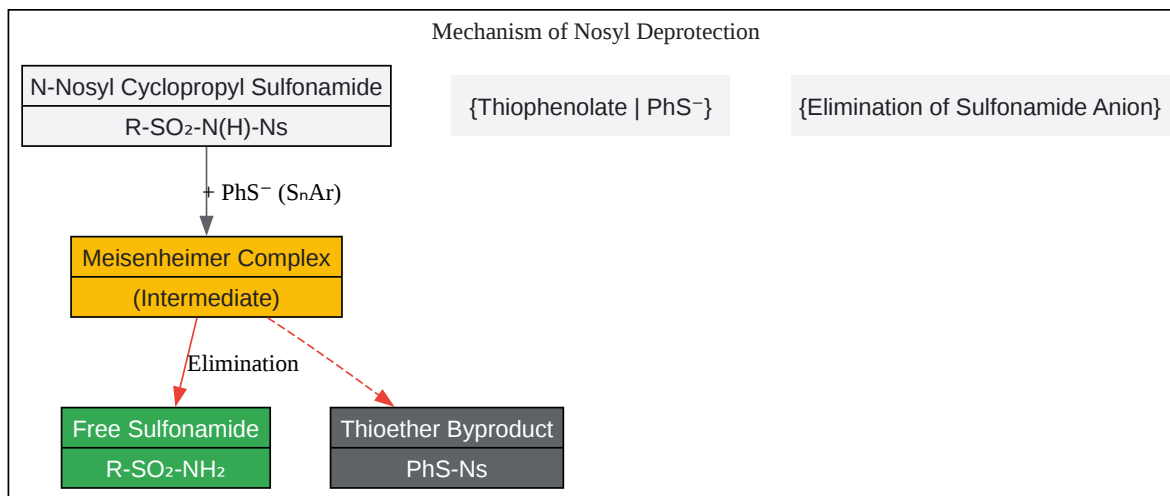 Mechanism of Nosyl Deprotection
N-Nosyl Cyclopropyl Sulfonamide
R-SO₂-N(H)-Ns
{Thiophenolate | PhS⁻}
{Elimination of Sulfonamide Anion}
+ PhS⁻ (SₙAr)
Meisenheimer Complex
(Intermediate)
Elimination
Free Sulfonamide
R-SO₂-NH₂
Thioether Byproduct
PhS-Ns